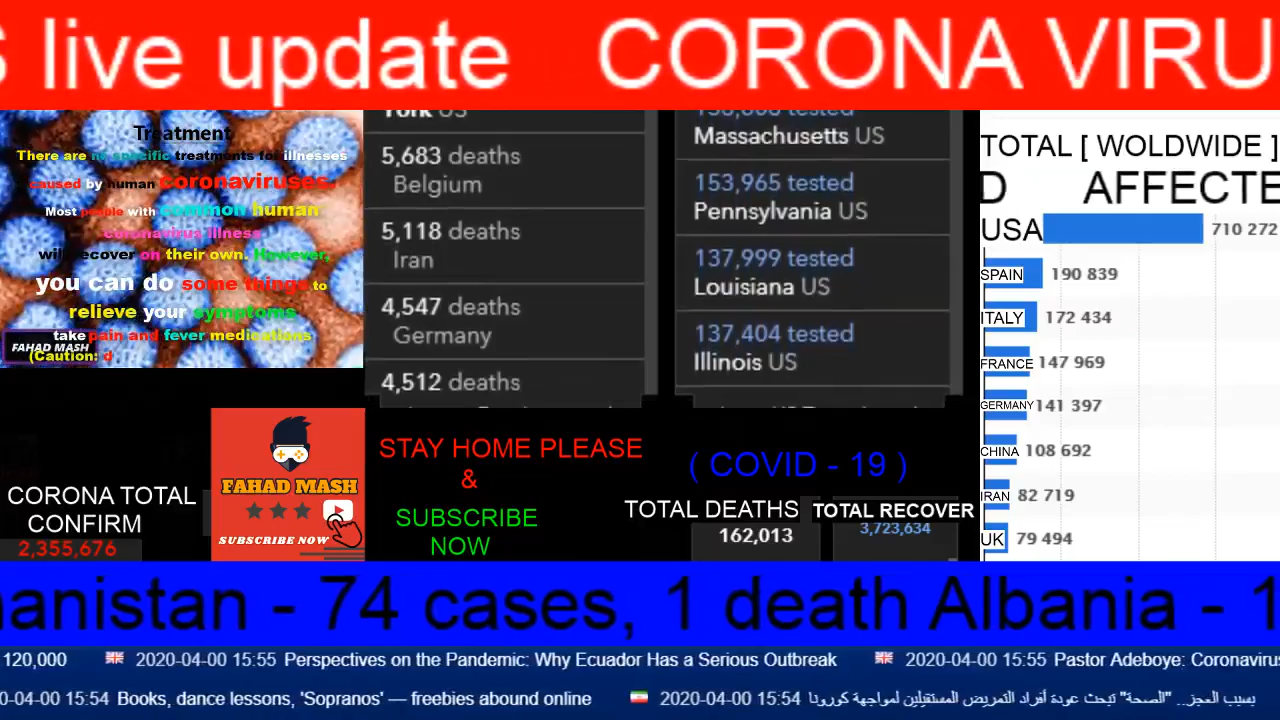 S live update CORONA VIRU
Treatment
There are no specific treatments for illnesses
caused by human coronaviruses.
Most people with common human
coronavirus illness
will recover on their own. However,
you can do some things to
relieve your symptoms
take pain and fever medications
(Caution: d
FAHAD MASH
York US
5,683 deaths
Belgium
5,118 deaths
Iran
4,547 deaths
Germany
4,512 deaths
Massachusetts US
153,965 tested
Pennsylvania US
137,999 tested
Louisiana US
137,404 tested
Illinois US
TOTAL [ WOLDWIDE ]
D AFFECTE
USA 710 272
SPAIN 190 839
ITALY 172 434
FRANCE 147 969
GERMANY 141 397
CHINA 108 692
IRAN 82 719
UK 79 494
CORONA TOTAL
CONFIRM
2,355,676
FAHAD MASH
SUBSCRIBE NOW
STAY HOME PLEASE
&
SUBSCRIBE
NOW
( COVID - 19 )
TOTAL DEATHS
162,013
TOTAL RECOVER
3,723,634
hanistan - 74 cases, 1 death Albania - 1
120,000 2020-04-00 15:55 Perspectives on the Pandemic: Why Ecuador Has a Serious Outbreak 2020-04-00 15:55 Pastor Adeboye: Coronavirus
0-04-00 15:54 Books, dance lessons, 'Sopranos' — freebies abound online 2020-04-00 15:54 بسبب العجز.. "الصحة" تبحث عودة أفراد التمريض المستقيلين لمواجهة كورونا